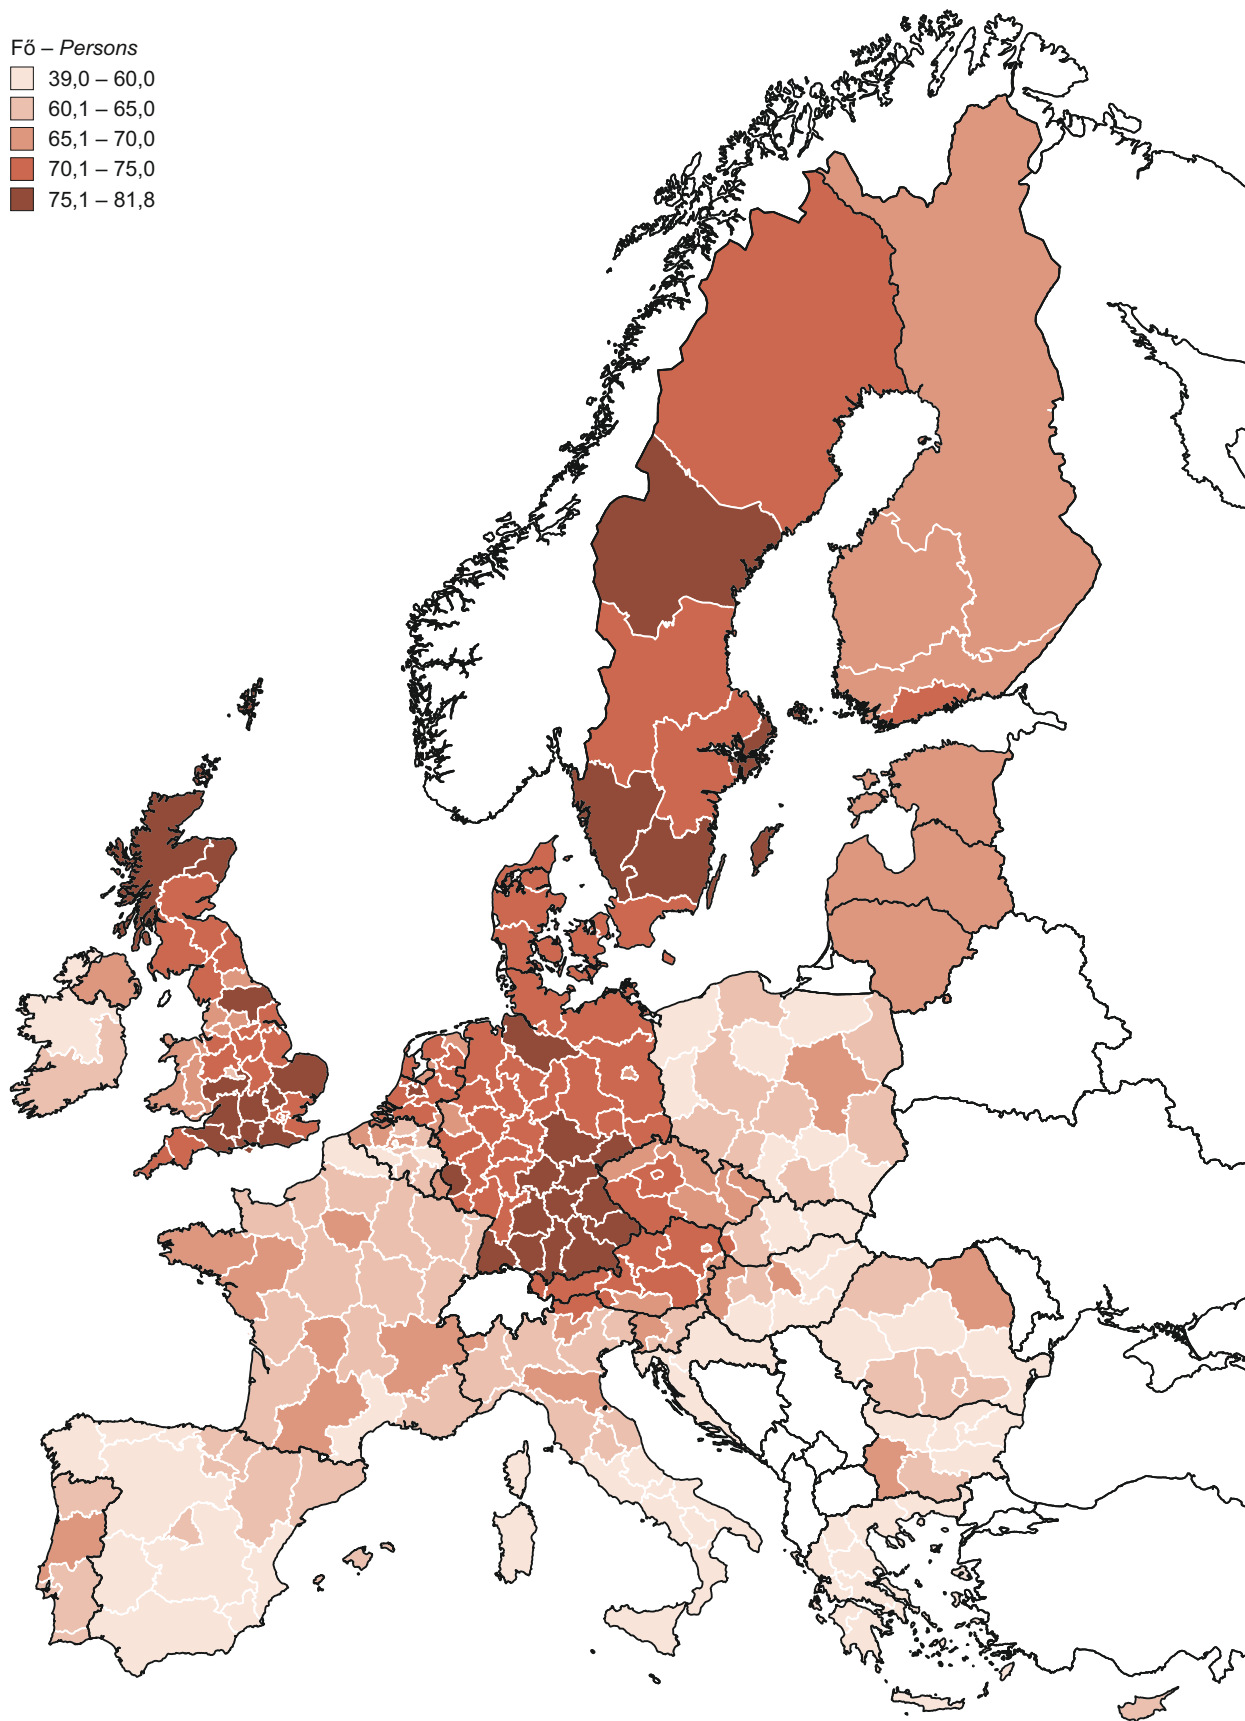 Fő – Persons
39,0 – 60,0
60,1 – 65,0
65,1 – 70,0
70,1 – 75,0
75,1 – 81,8